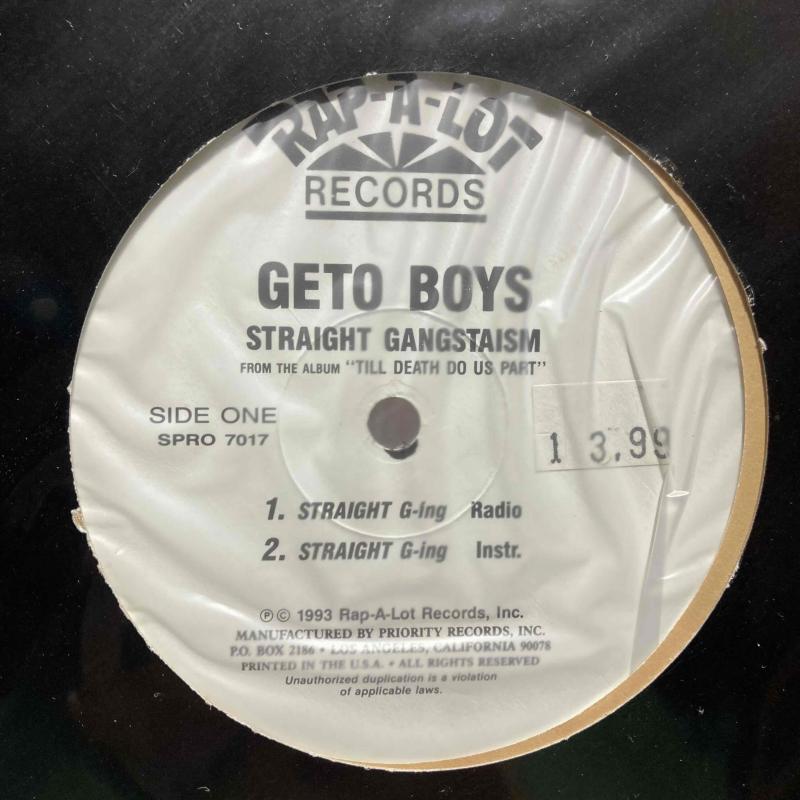 RAP-A-LOT
RECORDS
GETO BOYS
STRAIGHT GANGSTAISM
FROM THE ALBUM "TILL DEATH DO US PART"
SIDE ONE
SPRO 7017
1 3.99
1. STRAIGHT G-ing Radio
2. STRAIGHT G-ing Instr.
Ⓟ© 1993 Rap-A-Lot Records, Inc.
MANUFACTURED BY PRIORITY RECORDS, INC.
P.O. BOX 2186 • LOS ANGELES, CALIFORNIA 90078
PRINTED IN THE U.S.A. • ALL RIGHTS RESERVED
Unauthorized duplication is a violation
of applicable laws.